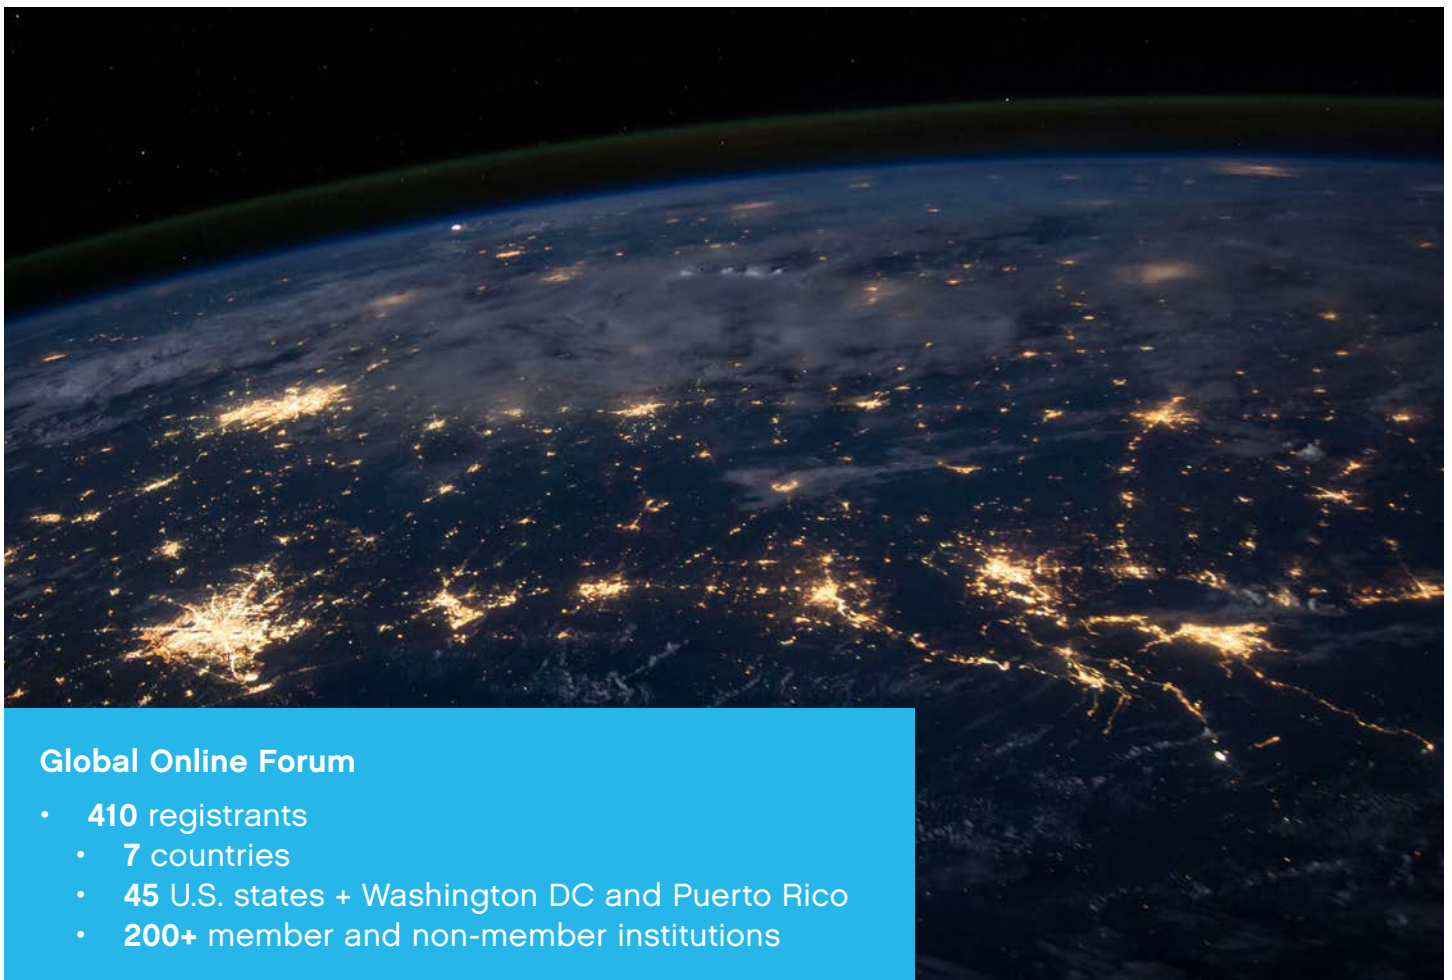 Global Online Forum
• 410 registrants
• 7 countries
• 45 U.S. states + Washington DC and Puerto Rico
• 200+ member and non-member institutions